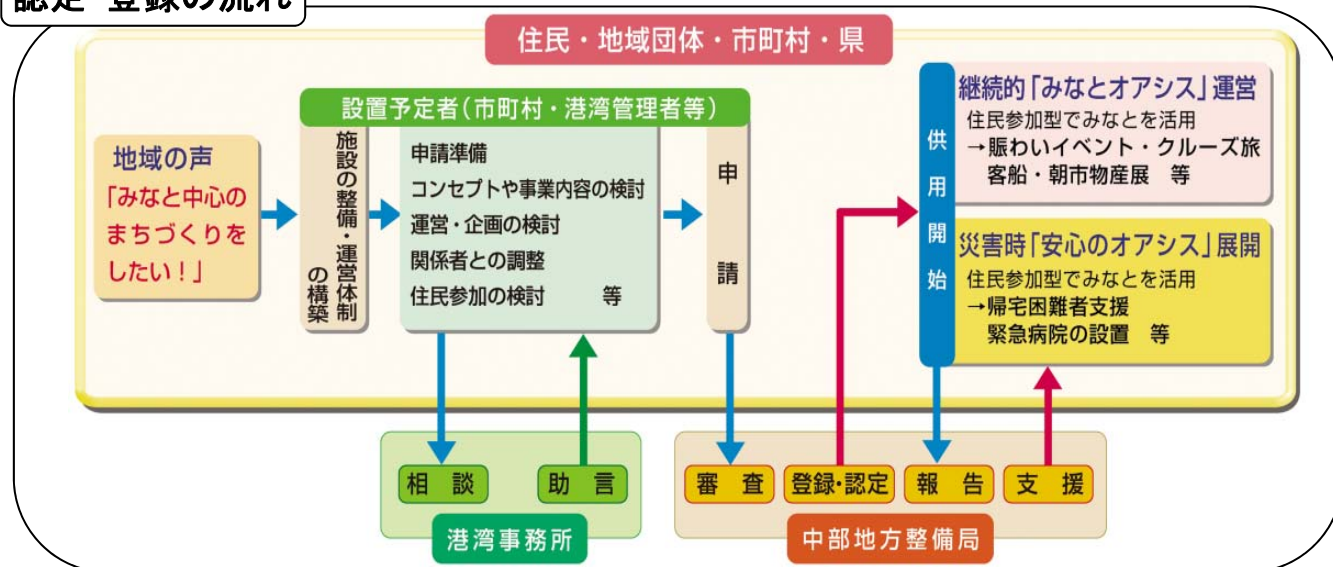 認定・登録の流れ
住民・地域団体・市町村・県
設置予定者(市町村・港湾管理者等)
地域の声
「みなと中心の
まちづくりを
したい!」
施設の整備・運営体制
の構築
申請準備
コンセプトや事業内容の検討
運営・企画の検討
関係者との調整
住民参加の検討 等
申請
供用開始
継続的「みなとオアシス」運営
住民参加型でみなとを活用
→賑わいイベント・クルーズ旅
客船・朝市物産展 等
災害時「安心のオアシス」展開
住民参加型でみなとを活用
→帰宅困難者支援
緊急病院の設置 等
相談
助言
港湾事務所
審査
登録・認定
報告
支援
中部地方整備局